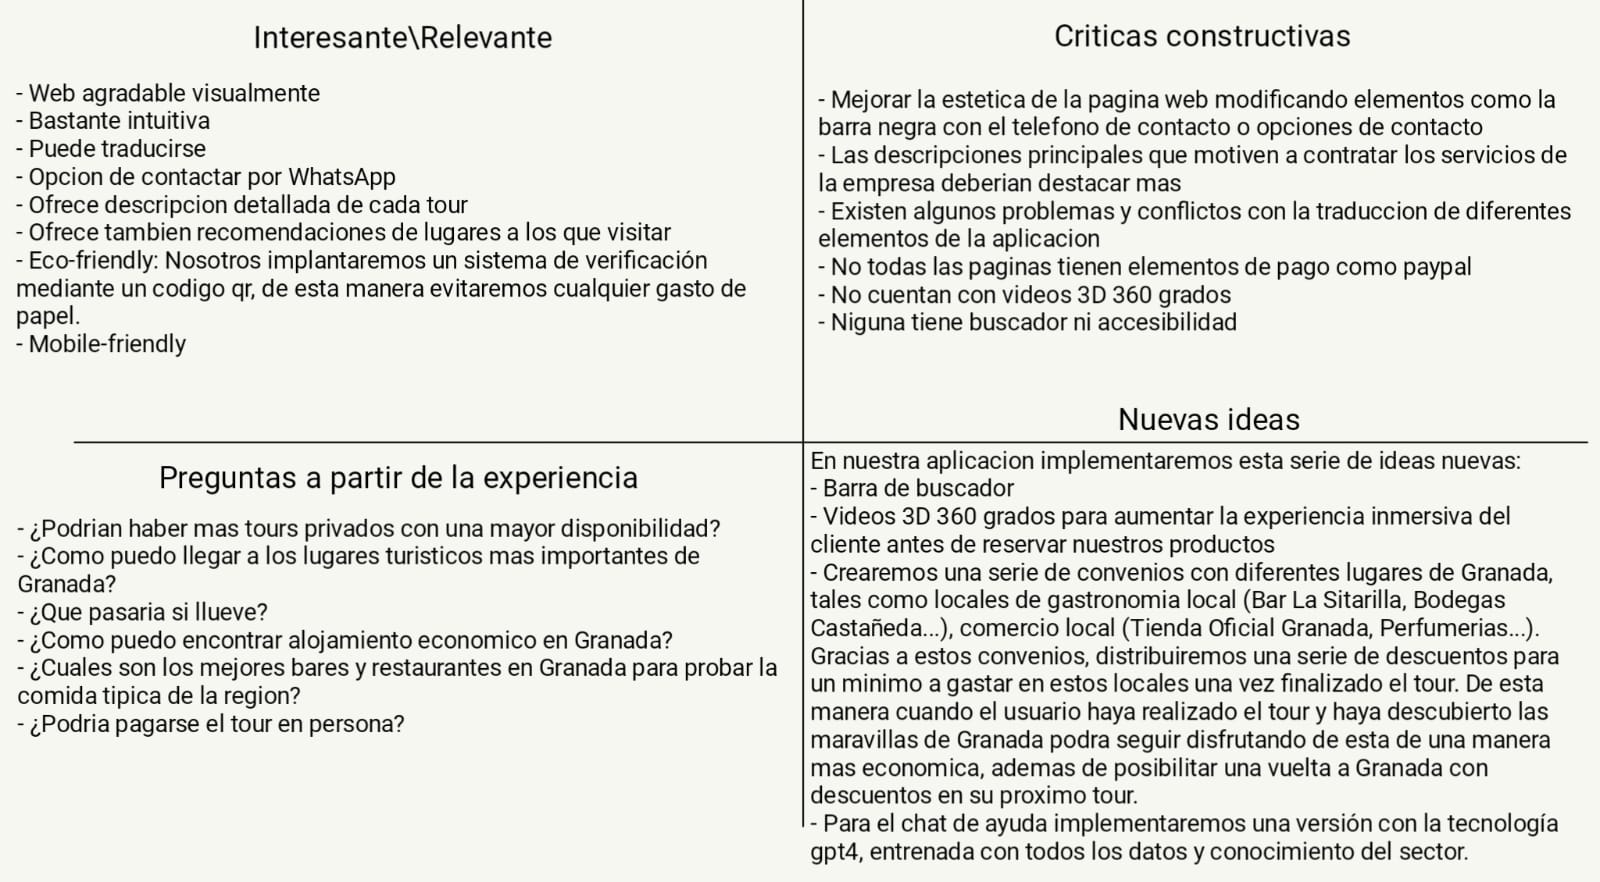 Interesante\Relevante
- Web agradable visualmente
- Bastante intuitiva
- Puede traducirse
- Opcion de contactar por WhatsApp
- Ofrece descripcion detallada de cada tour
- Ofrece tambien recomendaciones de lugares a los que visitar
- Eco-friendly: Nosotros implantaremos un sistema de verificación
mediante un codigo qr, de esta manera evitaremos cualquier gasto de
papel.
- Mobile-friendly
Criticas constructivas
- Mejorar la estetica de la pagina web modificando elementos como la
barra negra con el telefono de contacto o opciones de contacto
- Las descripciones principales que motiven a contratar los servicios de
la empresa deberian destacar mas
- Existen algunos problemas y conflictos con la traduccion de diferentes
elementos de la aplicacion
- No todas las paginas tienen elementos de pago como paypal
- No cuentan con videos 3D 360 grados
- Niguna tiene buscador ni accesibilidad
Preguntas a partir de la experiencia
- ¿Podrian haber mas tours privados con una mayor disponibilidad?
- ¿Como puedo llegar a los lugares turisticos mas importantes de
Granada?
- ¿Que pasaria si llueve?
- ¿Como puedo encontrar alojamiento economico en Granada?
- ¿Cuales son los mejores bares y restaurantes en Granada para probar la
comida tipica de la region?
- ¿Podria pagarse el tour en persona?
Nuevas ideas
En nuestra aplicacion implementaremos esta serie de ideas nuevas:
- Barra de buscador
- Videos 3D 360 grados para aumentar la experiencia inmersiva del
cliente antes de reservar nuestros productos
- Crearemos una serie de convenios con diferentes lugares de Granada,
tales como locales de gastronomia local (Bar La Sitarilla, Bodegas
Castañeda...), comercio local (Tienda Oficial Granada, Perfumerias...).
Gracias a estos convenios, distribuiremos una serie de descuentos para
un minimo a gastar en estos locales una vez finalizado el tour. De esta
manera cuando el usuario haya realizado el tour y haya descubierto las
maravillas de Granada podra seguir disfrutando de esta de una manera
mas economica, ademas de posibilitar una vuelta a Granada con
descuentos en su proximo tour.
- Para el chat de ayuda implementaremos una versión con la tecnología
gpt4, entrenada con todos los datos y conocimiento del sector.